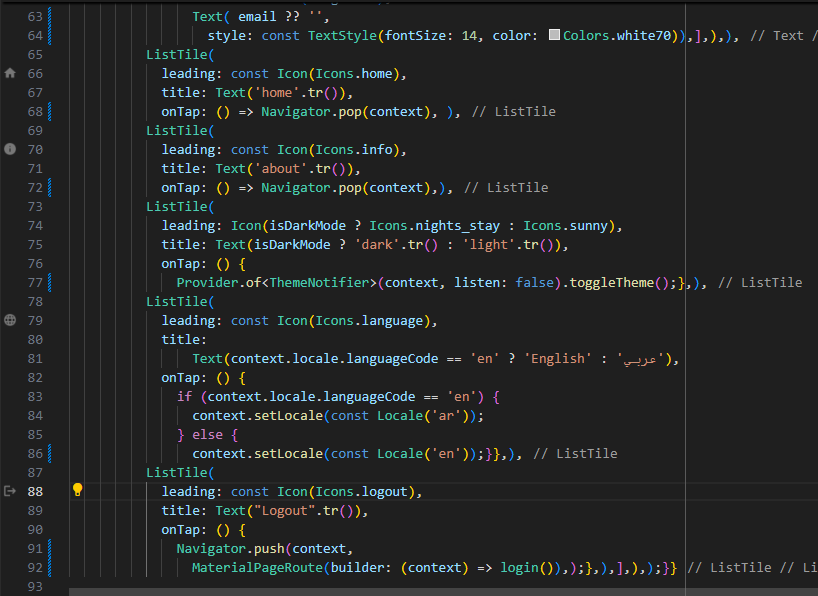 63 Text( email ?? '',
64 style: const TextStyle(fontSize: 14, color: Colors.white70)),],),), // Text /
65 ListTile(
66 leading: const Icon(Icons.home),
67 title: Text('home'.tr()),
68 onTap: () => Navigator.pop(context), ), // ListTile
69 ListTile(
70 leading: const Icon(Icons.info),
71 title: Text('about'.tr()),
72 onTap: () => Navigator.pop(context),), // ListTile
73 ListTile(
74 leading: Icon(isDarkMode ? Icons.nights_stay : Icons.sunny),
75 title: Text(isDarkMode ? 'dark'.tr() : 'light'.tr()),
76 onTap: () {
77 Provider.of<ThemeNotifier>(context, listen: false).toggleTheme();},), // ListTile
78 ListTile(
79 leading: const Icon(Icons.language),
80 title:
81 Text(context.locale.languageCode == 'en' ? 'English' : 'عربي'),
82 onTap: () {
83 if (context.locale.languageCode == 'en') {
84 context.setLocale(const Locale('ar'));
85 } else {
86 context.setLocale(const Locale('en'));}},), // ListTile
87 ListTile(
88 leading: const Icon(Icons.logout),
89 title: Text("Logout".tr()),
90 onTap: () {
91 Navigator.push(context,
92 MaterialPageRoute(builder: (context) => login()),);},),],),);}} // ListTile // Li
93